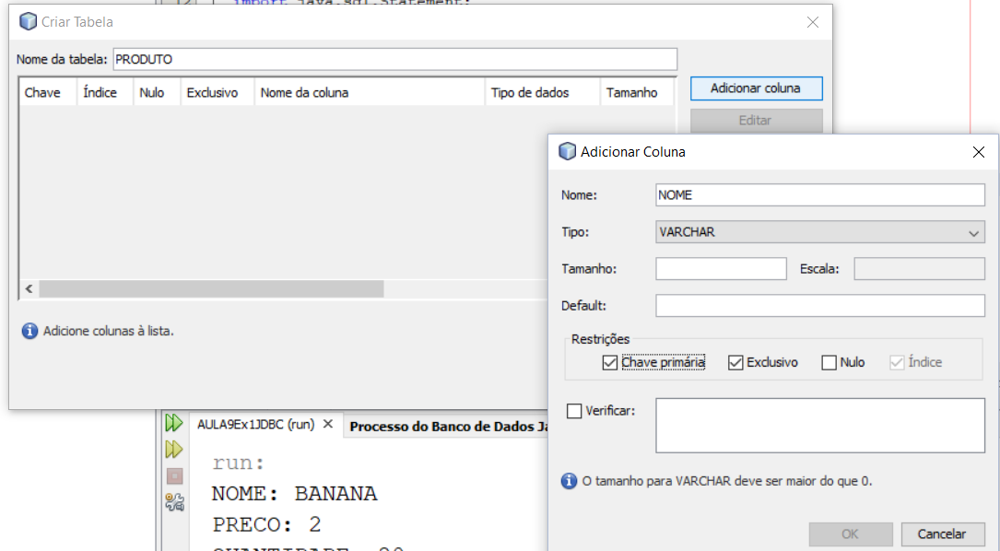 import java.sql.Statement;
Criar Tabela
Nome da tabela: PRODUTO
Chave Índice Nulo Exclusivo Nome da coluna Tipo de dados Tamanho
Adicionar coluna
Editar
Adicione colunas à lista.
Adicionar Coluna
Nome: NOME
Tipo: VARCHAR
Tamanho: Escala:
Default:
Restrições
Chave primária Exclusivo Nulo Índice
Verificar:
O tamanho para VARCHAR deve ser maior do que 0.
OK Cancelar
AULA9Ex1JDBC (run) Processo do Banco de Dados
run:
NOME: BANANA
PRECO: 2